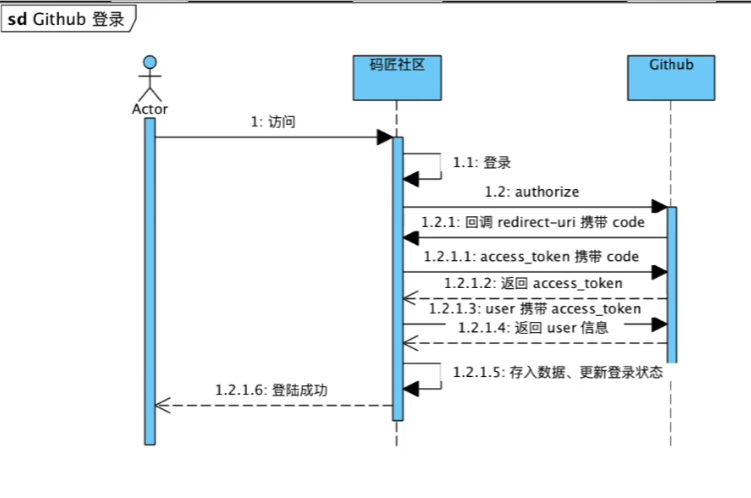 sd Github 登录
码匠社区
Github
Actor
1: 访问
1.1: 登录
1.2: authorize
1.2.1: 回调 redirect-uri 携带 code
1.2.1.1: access_token 携带 code
1.2.1.2: 返回 access_token
1.2.1.3: user 携带 access_token
1.2.1.4: 返回 user 信息
1.2.1.5: 存入数据、更新登录状态
1.2.1.6: 登陆成功